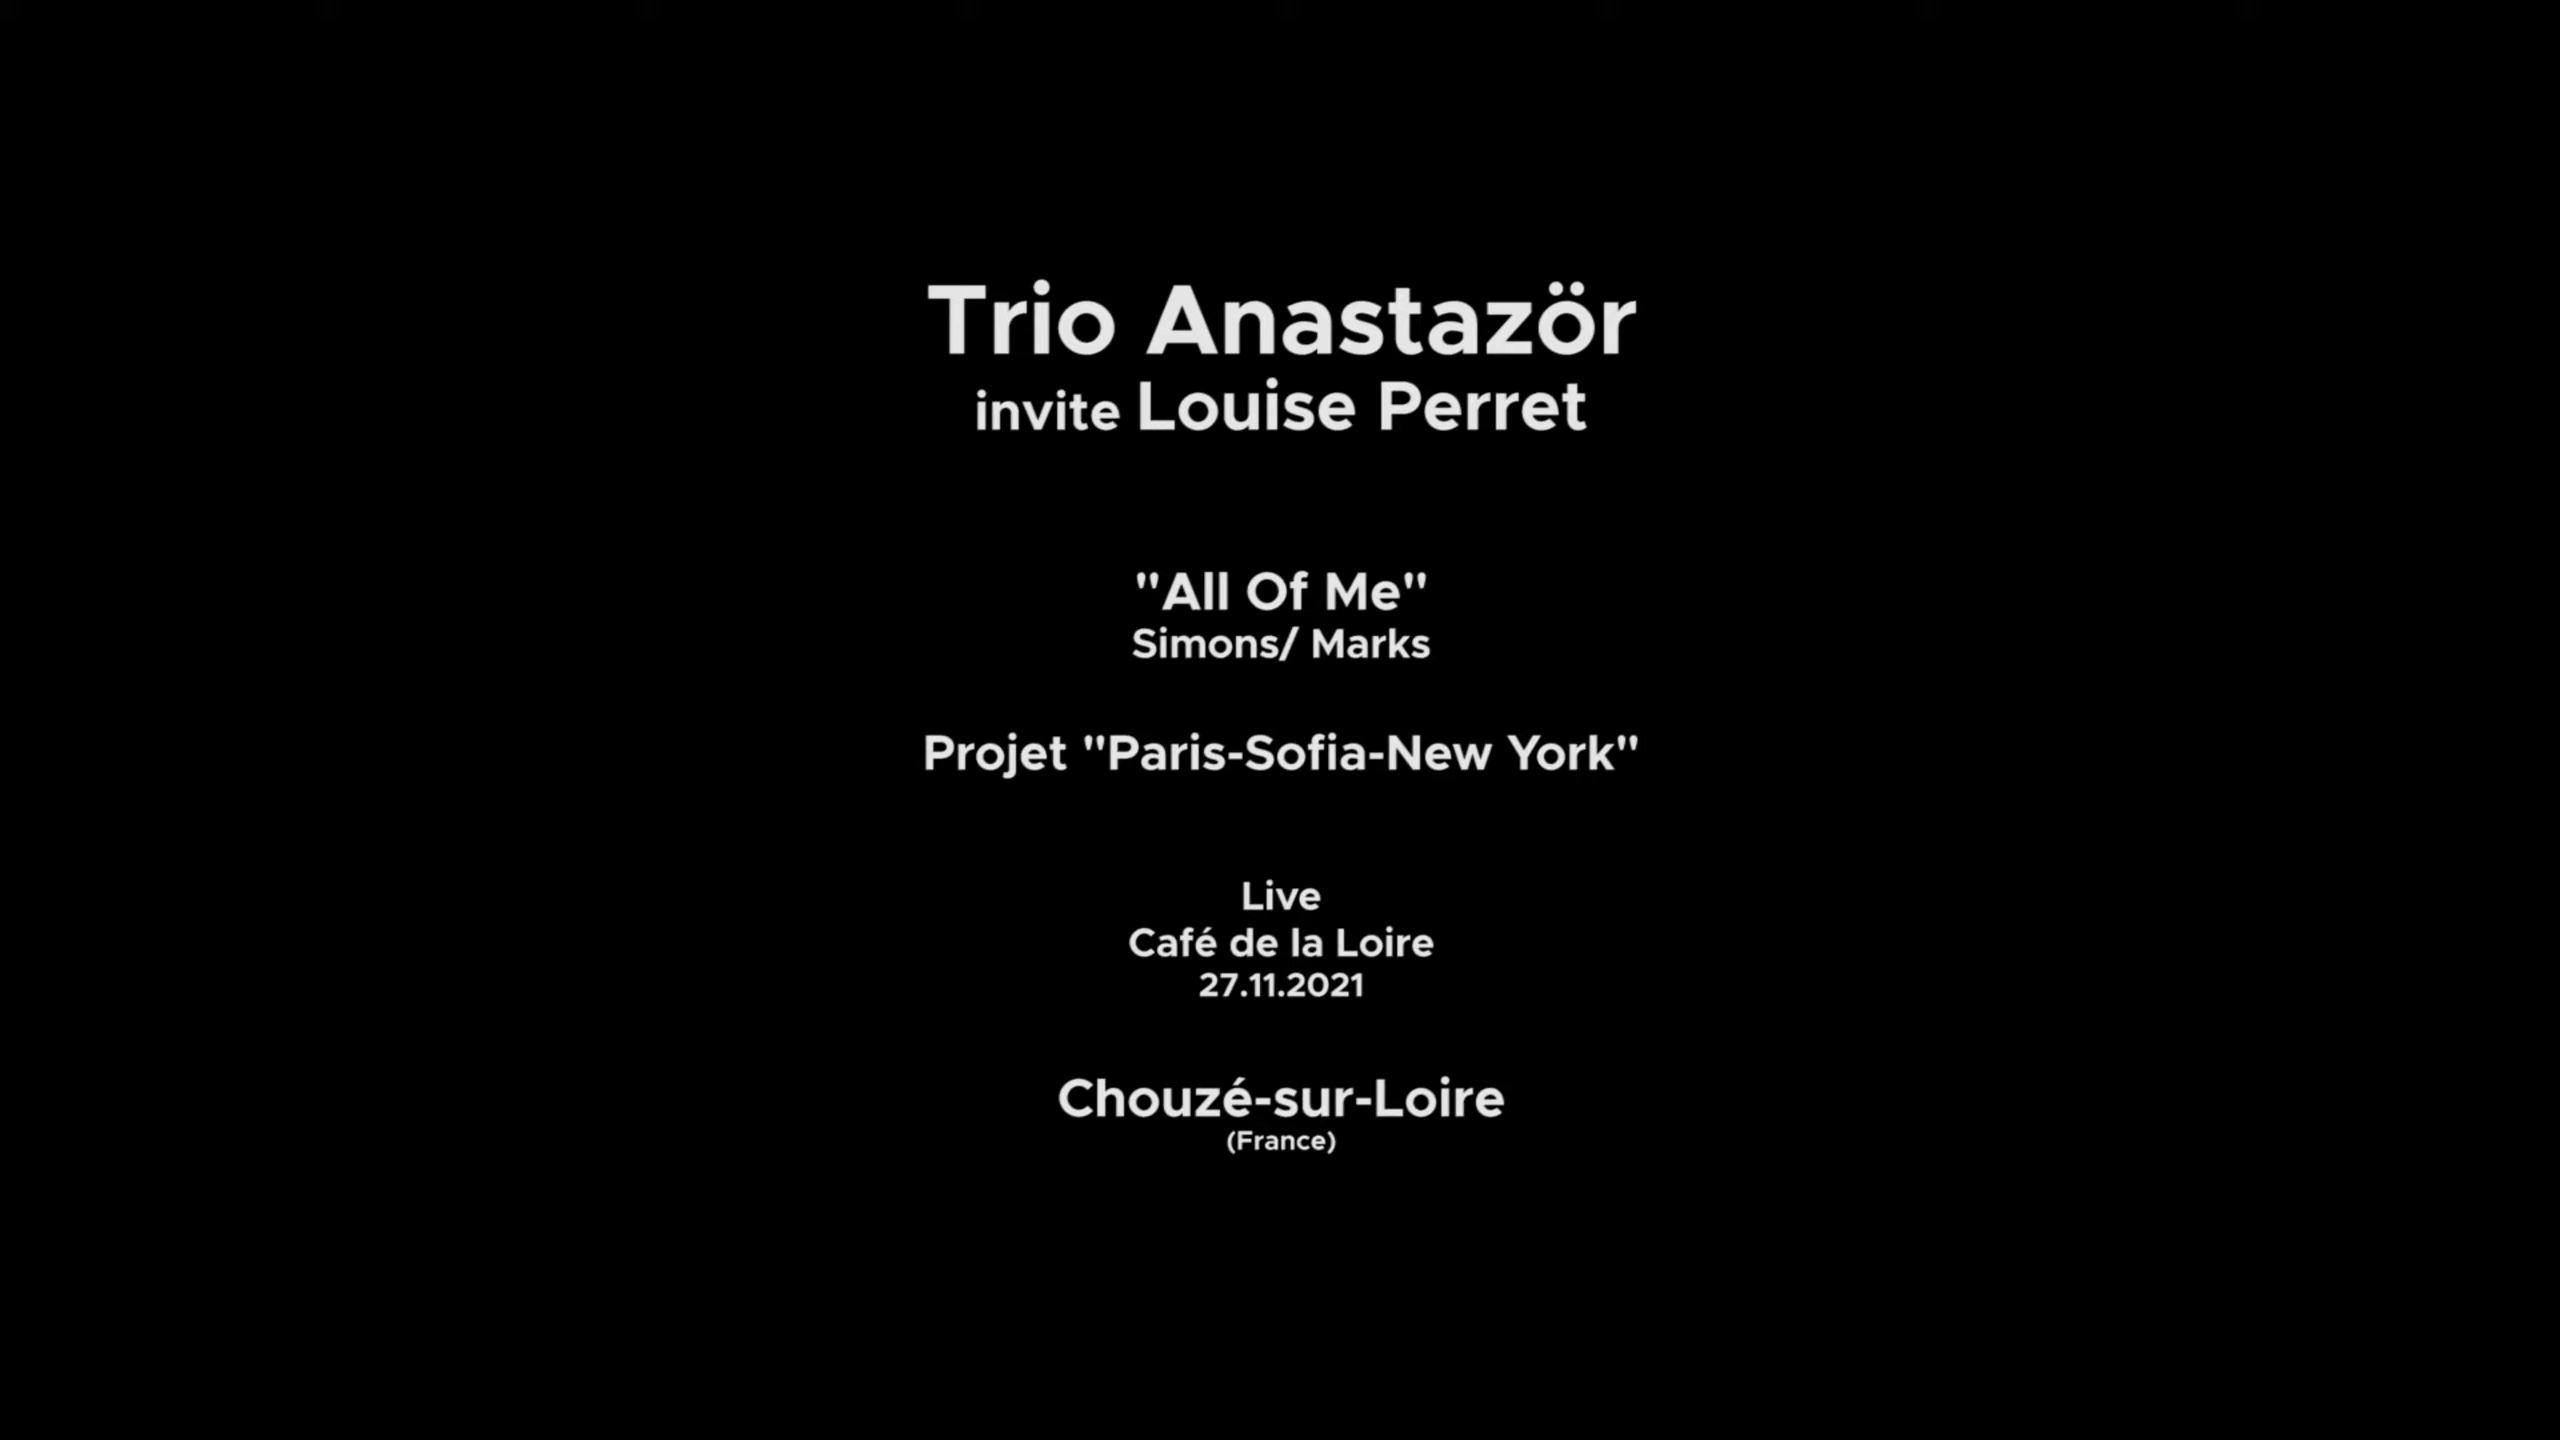 Trio Anastazör
invite Louise Perret
"All Of Me"
Simons/ Marks
Projet "Paris-Sofia-New York"
Live
Café de la Loire
27.11.2021
Chouzé-sur-Loire
(France)